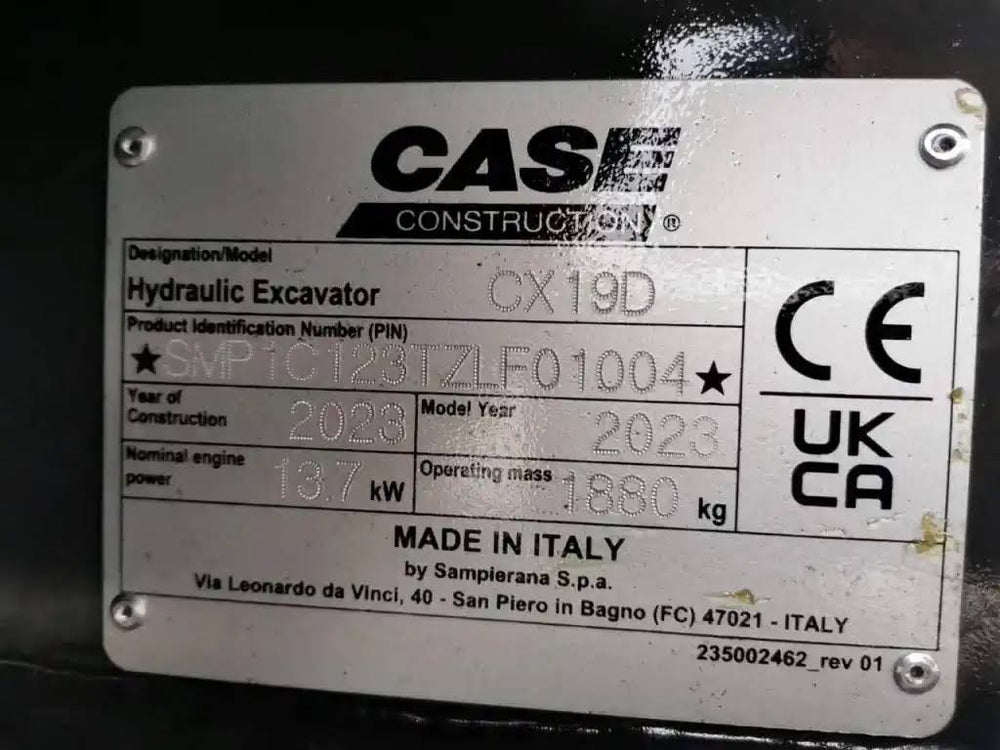 CASE
CONSTRUCTION ®
Designation/Model
Hydraulic Excavator CX19D
Product Identification Number (PIN)
★SMP1C123TZLF01004★
Year of Construction 2023
Model Year 2023
Nominal engine power 13.7 kW
Operating mass 1880 kg
CE
UK
CA
MADE IN ITALY
by Sampierana S.p.a.
Via Leonardo da Vinci, 40 - San Piero in Bagno (FC) 47021 - ITALY
235002462_rev 01